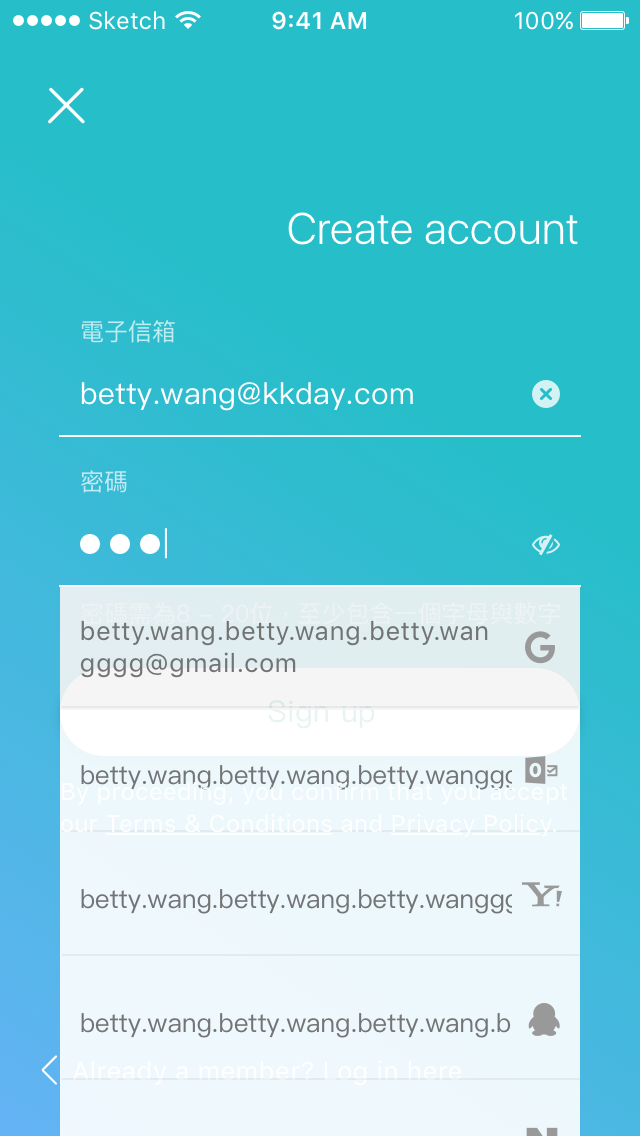 Sketch 9:41 AM 100%
Create account
電子信箱
betty.wang@kkday.com
密碼
密碼需為8 – 20位，至少包含一個字母與數字
betty.wang.betty.wang.betty.wan
gggg@gmail.com
Sign up
betty.wang.betty.wang.betty.wanggg
By proceeding, you confirm that you accept
our Terms & Conditions and Privacy Policy.
betty.wang.betty.wang.betty.wanggg
betty.wang.betty.wang.betty.wang.b
Already a member? Log in here